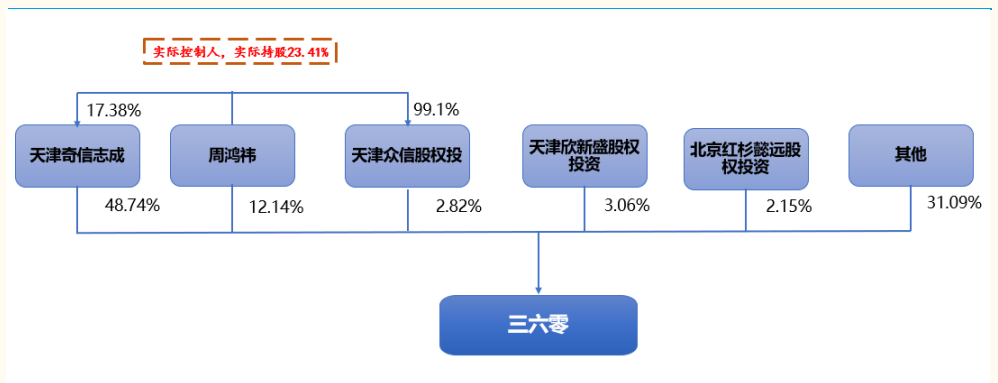 实际控制人，实际持股23.41%
17.38%
99.1%
天津奇信志成
周鸿祎
天津众信股权投
天津欣新盛股权
投资
北京红杉懿远股
权投资
其他
48.74%
12.14%
2.82%
3.06%
2.15%
31.09%
三六零